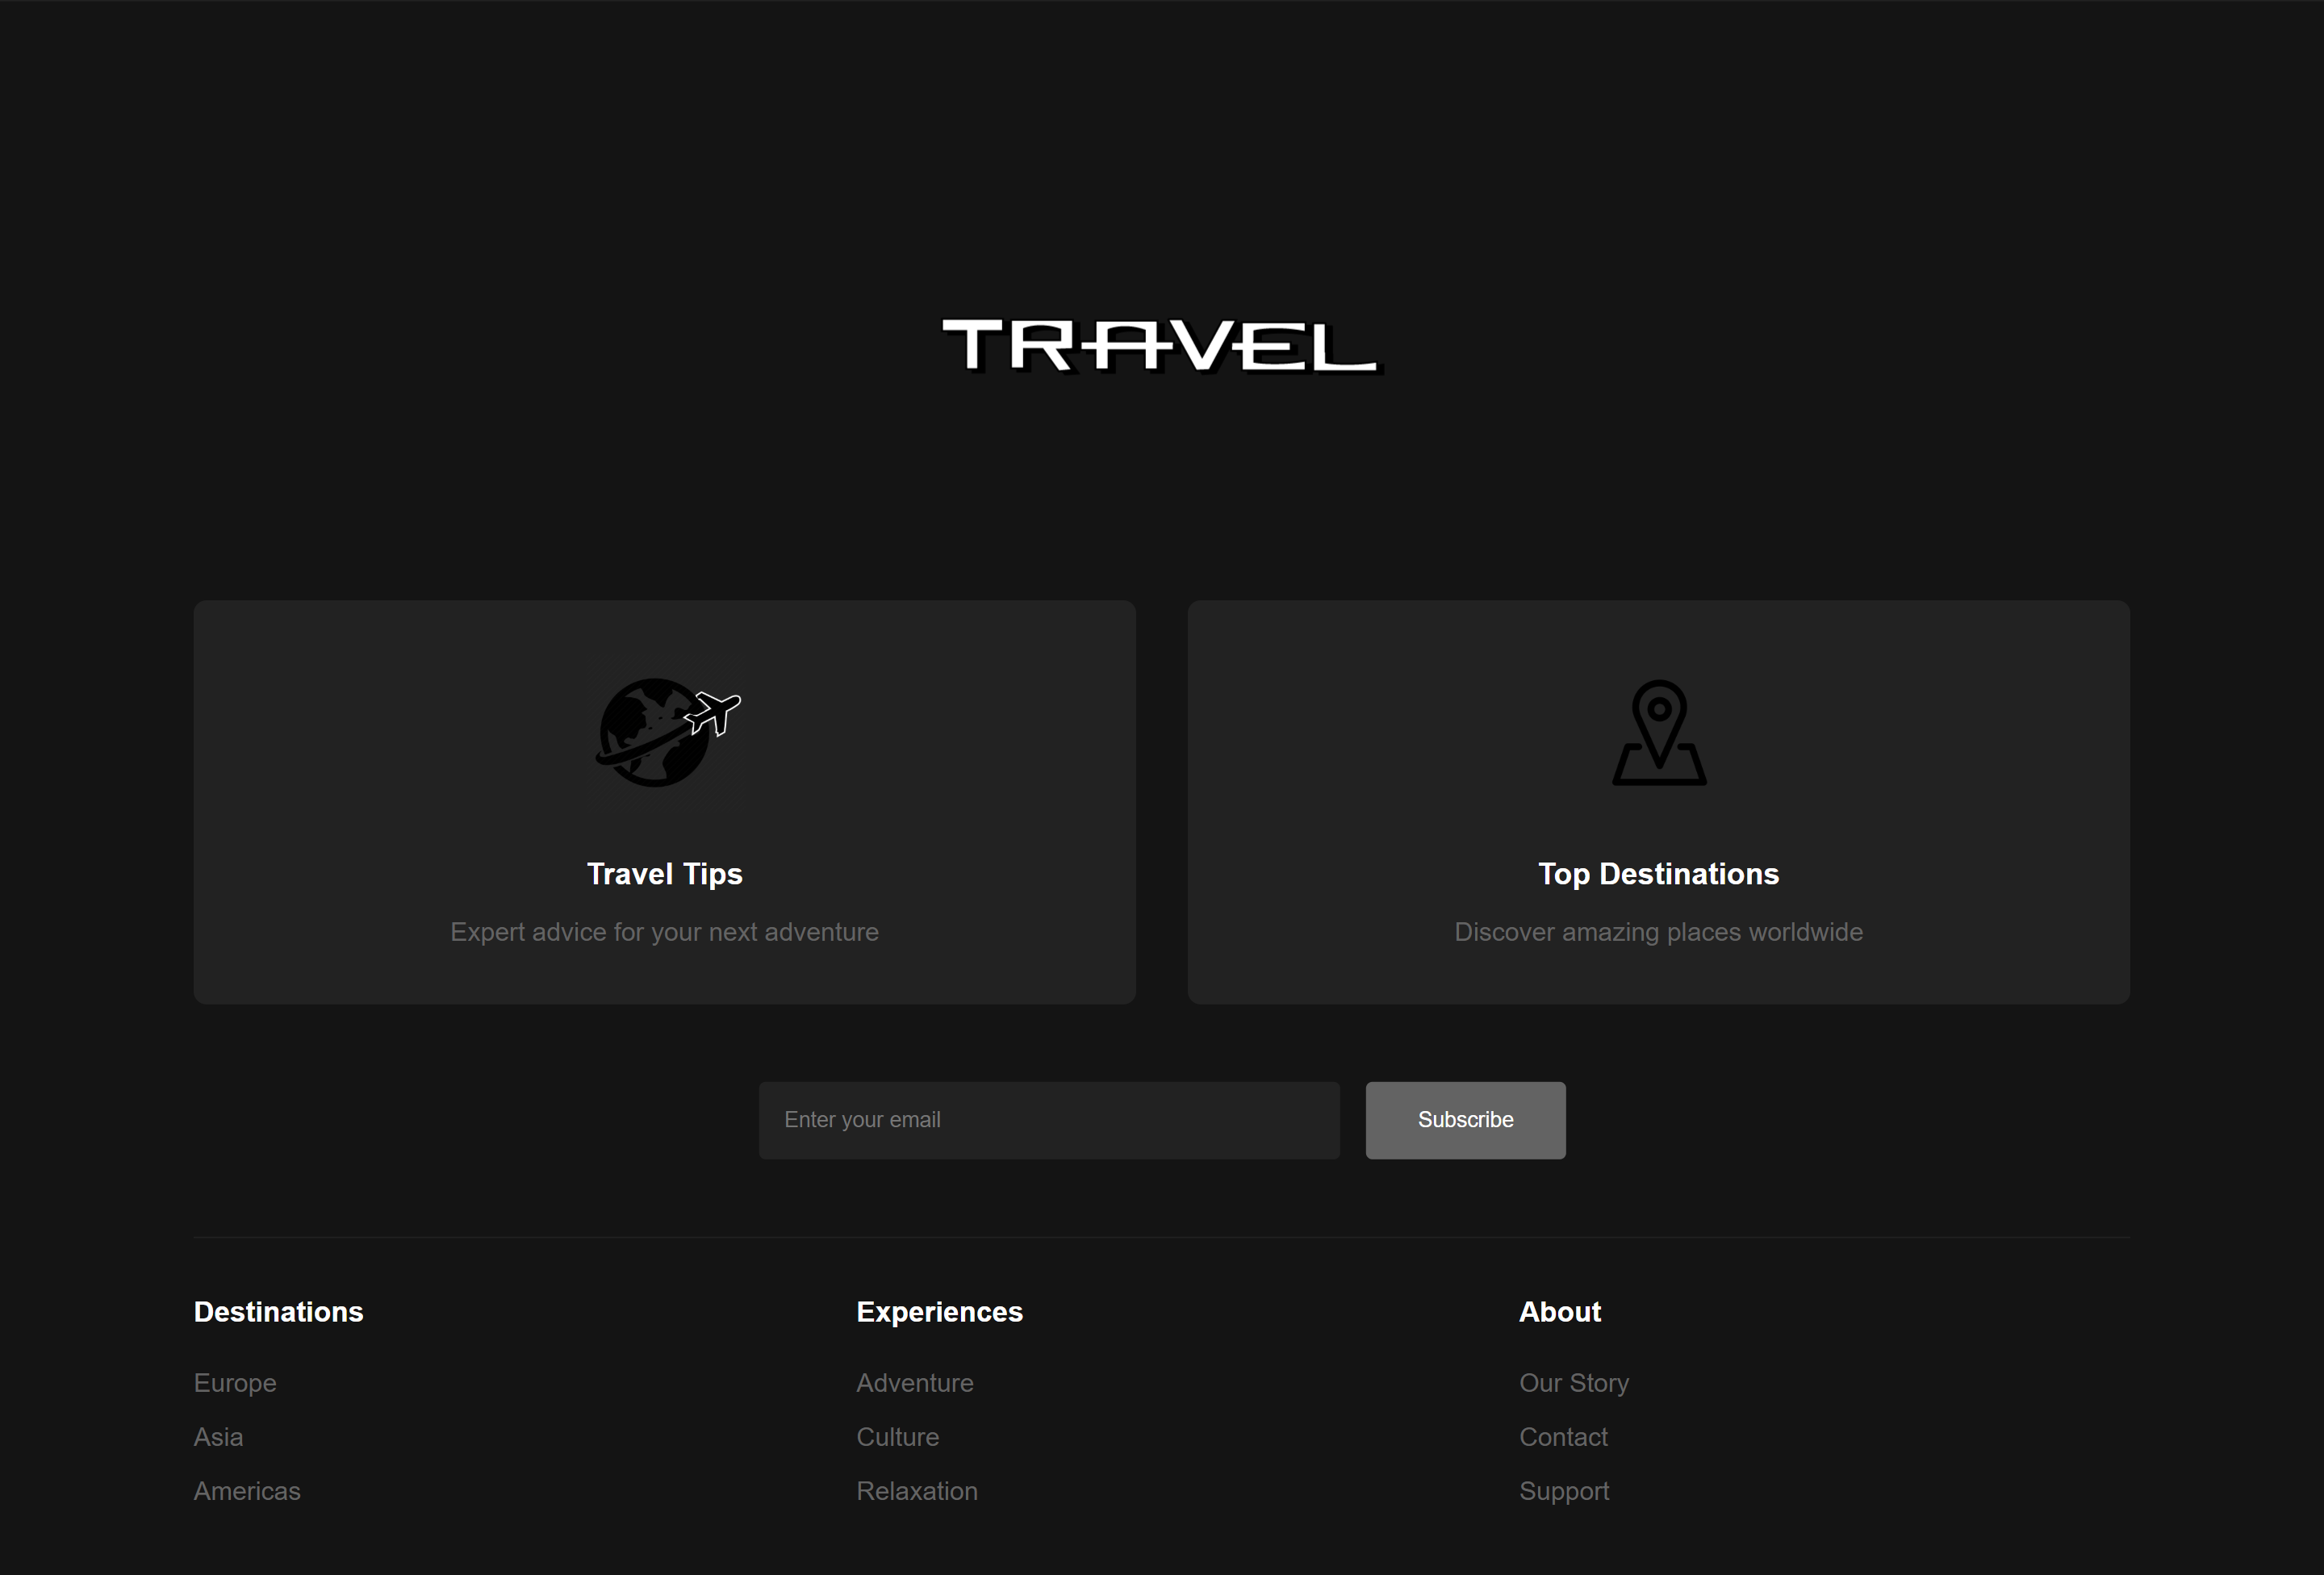 TRAVEL
Travel Tips
Expert advice for your next adventure
Top Destinations
Discover amazing places worldwide
Enter your email
Subscribe
Destinations
Europe
Asia
Americas
Experiences
Adventure
Culture
Relaxation
About
Our Story
Contact
Support